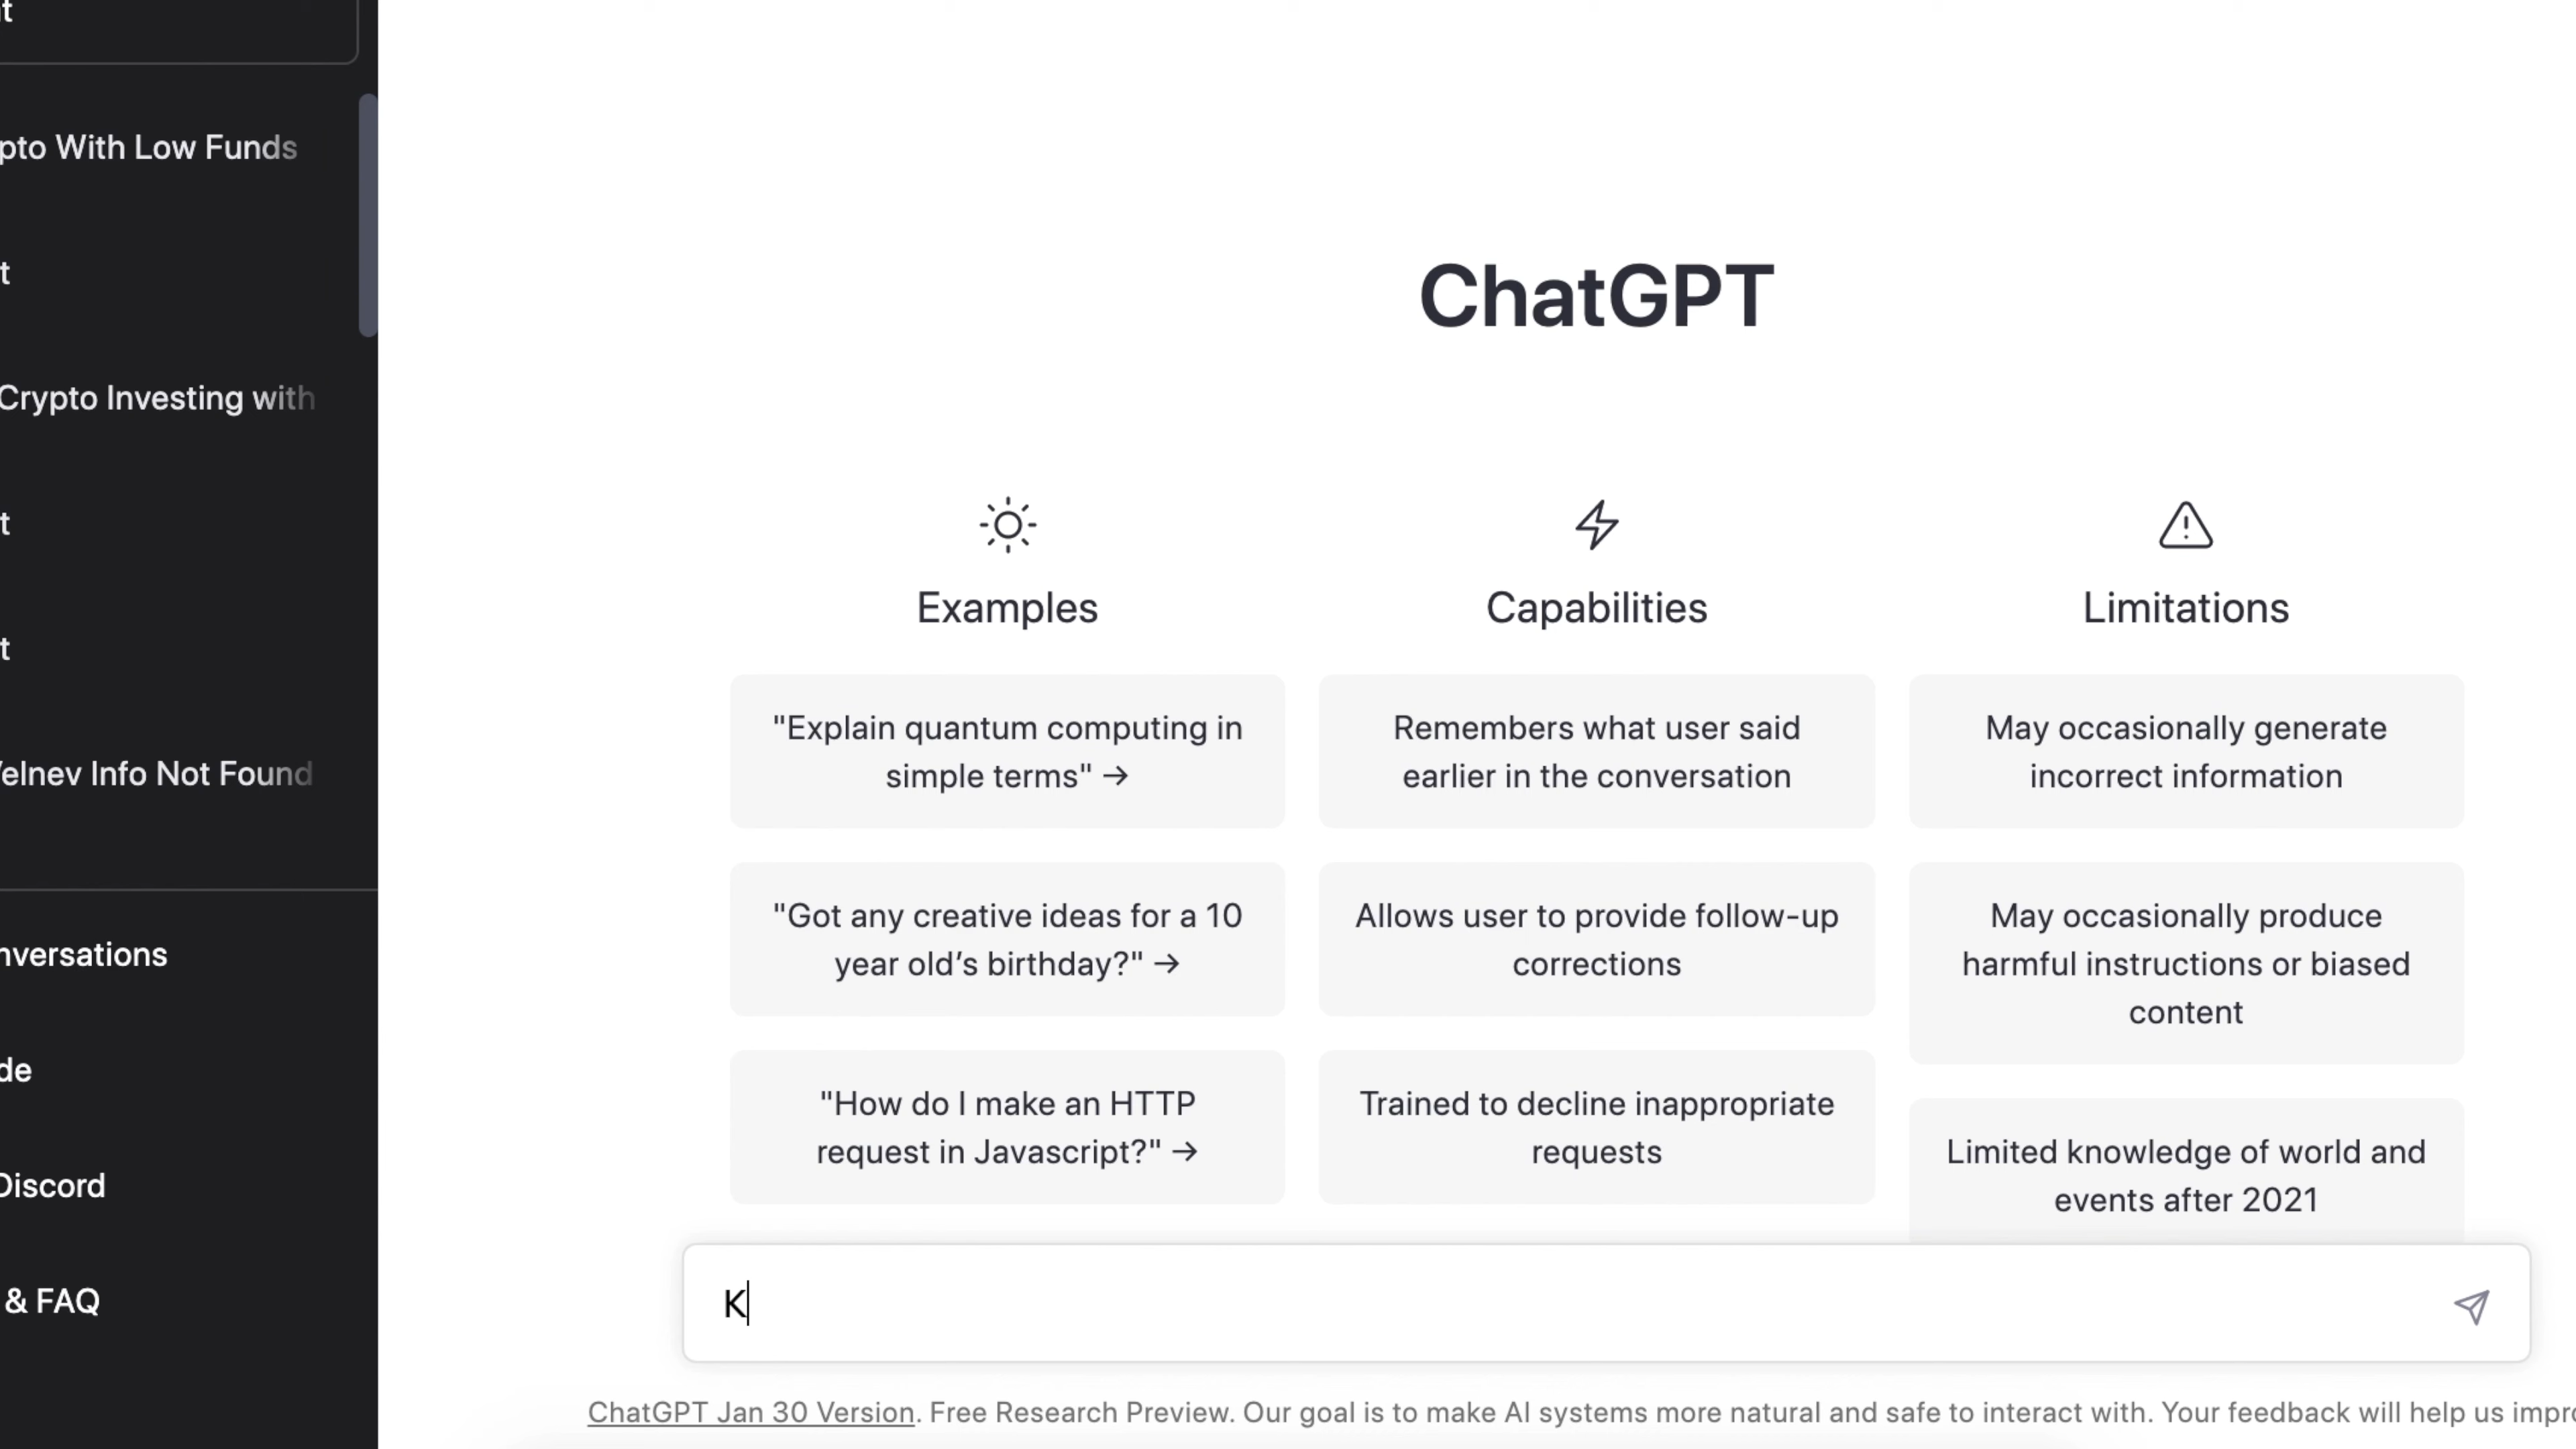 t
pto With Low Funds
t
Crypto Investing with
t
t
elnev Info Not Found
nversations
de
Discord
& FAQ
ChatGPT
Examples
"Explain quantum computing in
simple terms" →
"Got any creative ideas for a 10
year old’s birthday?" →
"How do I make an HTTP
request in Javascript?" →
Capabilities
Remembers what user said
earlier in the conversation
Allows user to provide follow-up
corrections
Trained to decline inappropriate
requests
Limitations
May occasionally generate
incorrect information
May occasionally produce
harmful instructions or biased
content
Limited knowledge of world and
events after 2021
K
ChatGPT Jan 30 Version. Free Research Preview. Our goal is to make AI systems more natural and safe to interact with. Your feedback will help us impro